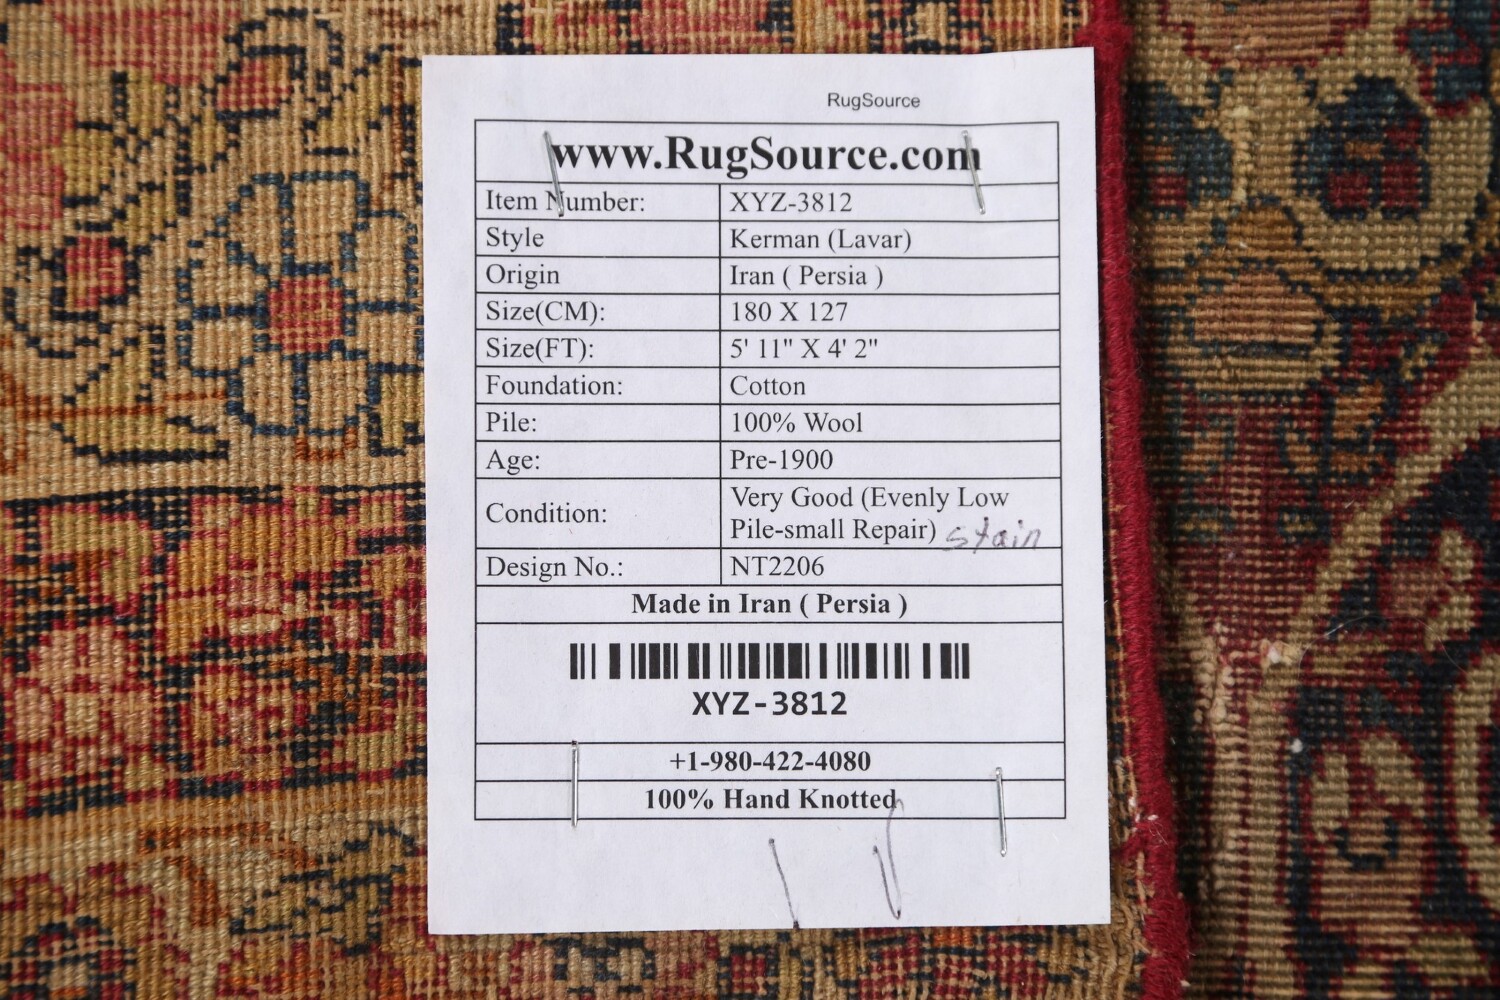 RugSource
www.RugSource.com
Item Number: XYZ-3812
Style Kerman (Lavar)
Origin Iran ( Persia )
Size(CM): 180 X 127
Size(FT): 5' 11" X 4' 2"
Foundation: Cotton
Pile: 100% Wool
Age: Pre-1900
Condition: Very Good (Evenly Low
Pile-small Repair) stain
Design No.: NT2206
Made in Iran ( Persia )
XYZ-3812
+1-980-422-4080
100% Hand Knotted